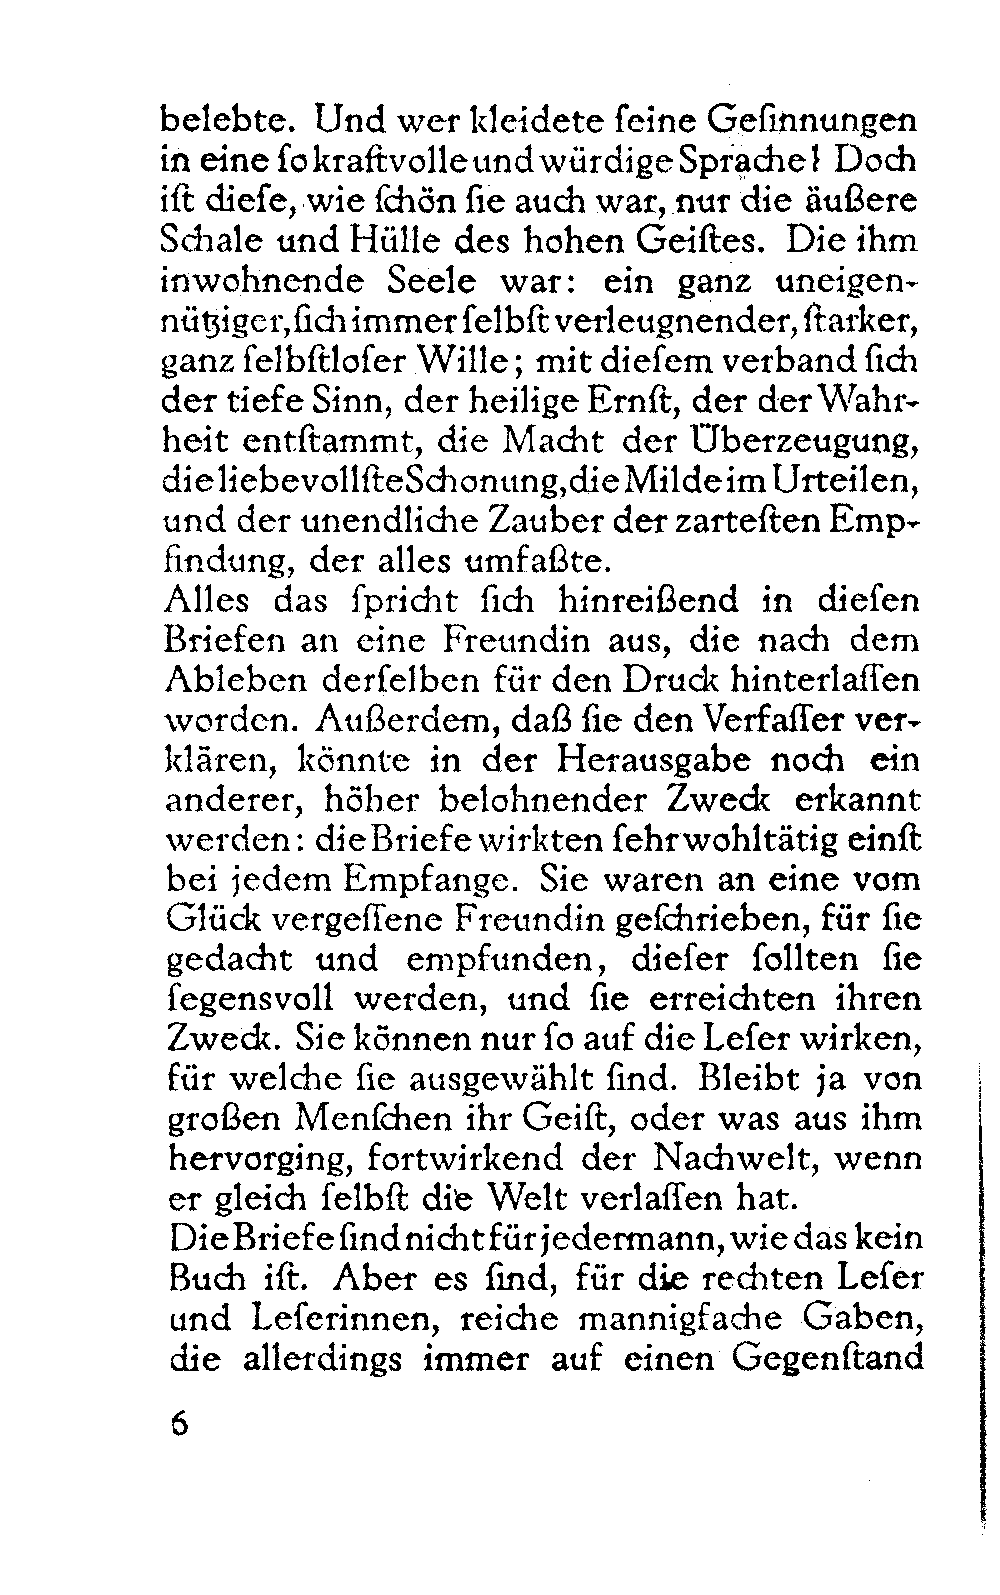 belebte. Und wer kleidete ſeine Geſinnungen
in eine ſo kraftvolle und würdige Sprache! Doch
iſt dieſe, wie ſchön ſie auch war, nur die äußere
Schale und Hülle des hohen Geiſtes. Die ihm
inwohnende Seele war: ein ganz uneigen-
nütziger, ſich immer ſelbſt verleugnender, ſtarker,
ganz ſelbſtloſer Wille; mit dieſem verband ſich
der tiefe Sinn, der heilige Ernſt, der der Wahr-
heit entſtammt, die Macht der Überzeugung,
die liebevollſte Schonung, die Milde im Urteilen,
und der unendliche Zauber der zarteſten Emp-
findung, der alles umfaßte.
Alles das ſpricht ſich hinreißend in dieſen
Briefen an eine Freundin aus, die nach dem
Ableben derſelben für den Druck hinterlaſſen
worden. Außerdem, daß ſie den Verfaſſer ver-
klären, könnte in der Herausgabe noch ein
anderer, höher belohnender Zweck erkannt
werden: die Briefe wirkten ſehr wohltätig einſt
bei jedem Empfange. Sie waren an eine vom
Glück vergeſſene Freundin geſchrieben, für ſie
gedacht und empfunden, dieſer ſollten ſie
ſegensvoll werden, und ſie erreichten ihren
Zweck. Sie können nur ſo auf die Leſer wirken,
für welche ſie ausgewählt ſind. Bleibt ja von
großen Menſchen ihr Geiſt, oder was aus ihm
hervorging, fortwirkend der Nachwelt, wenn
er gleich ſelbſt die Welt verlaſſen hat.
Die Briefe ſind nicht für jedermann, wie das kein
Buch iſt. Aber es ſind, für die rechten Leſer
und Leſerinnen, reiche mannigfache Gaben,
die allerdings immer auf einen Gegenſtand
6